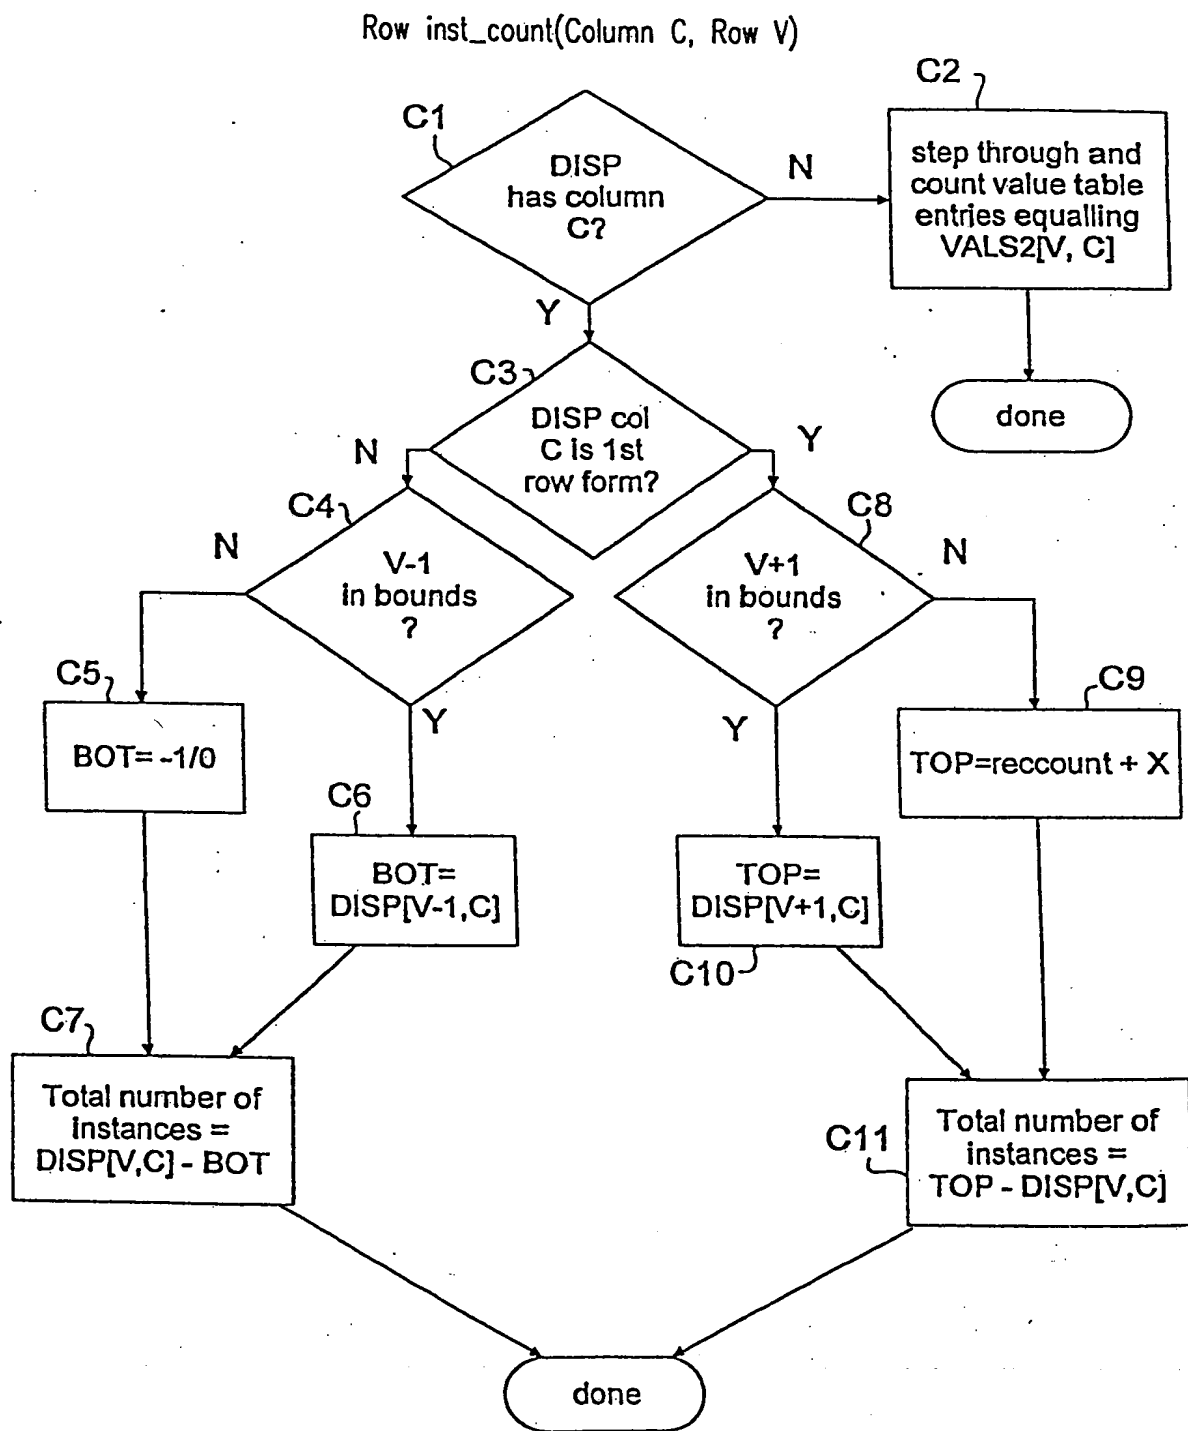 Row inst_count(Column C, Row V)
C1
DISP
has column
C?
N
C2
step through and
count value table
entries equalling
VALS2[V, C]
done
Y
C3
DISP col
C is 1st
row form?
N
Y
C4
V-1
in bounds
?
N
Y
C8
V+1
in bounds
?
N
Y
C5
BOT= -1/0
C6
BOT=
DISP[V-1,C]
C9
TOP=reccount + X
TOP=
DISP[V+1,C]
C10
C7
Total number of
instances =
DISP[V,C] - BOT
C11
Total number of
instances =
TOP - DISP[V,C]
done